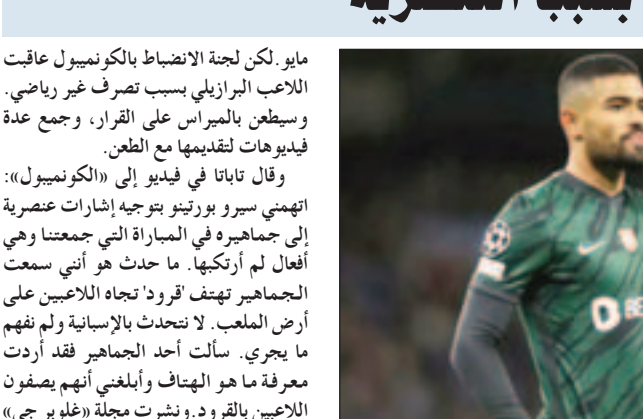 بسبب العنصرية
مايو.لكن لجنة الانضباط بالكونميبول عاقبت
اللاعب البرازيلي بسبب تصرف غير رياضي.
وسيطعن بالميراس على القرار، وجمع عدة
فيديوهات لتقديمها مع الطعن.
وقال تاباتا في فيديو إلى «الكونميبول»:
اتهمني سيرو بورتينو بتوجيه إشارات عنصرية
إلى جماهيره في المباراة التي جمعتنا وهي
أفعال لم أرتكبها. ما حدث هو أنني سمعت
الجماهير تهتف 'قرود' تجاه اللاعبين على
أرض الملعب. لا نتحدث بالإسبانية ولم نفهم
ما يجري. سألت أحد الجماهير فقد أردت
معرفة ما هو الهتاف وأبلغني أنهم يصفون
اللاعبين بالقرود.ونشرت مجلة «غلوبر جي»